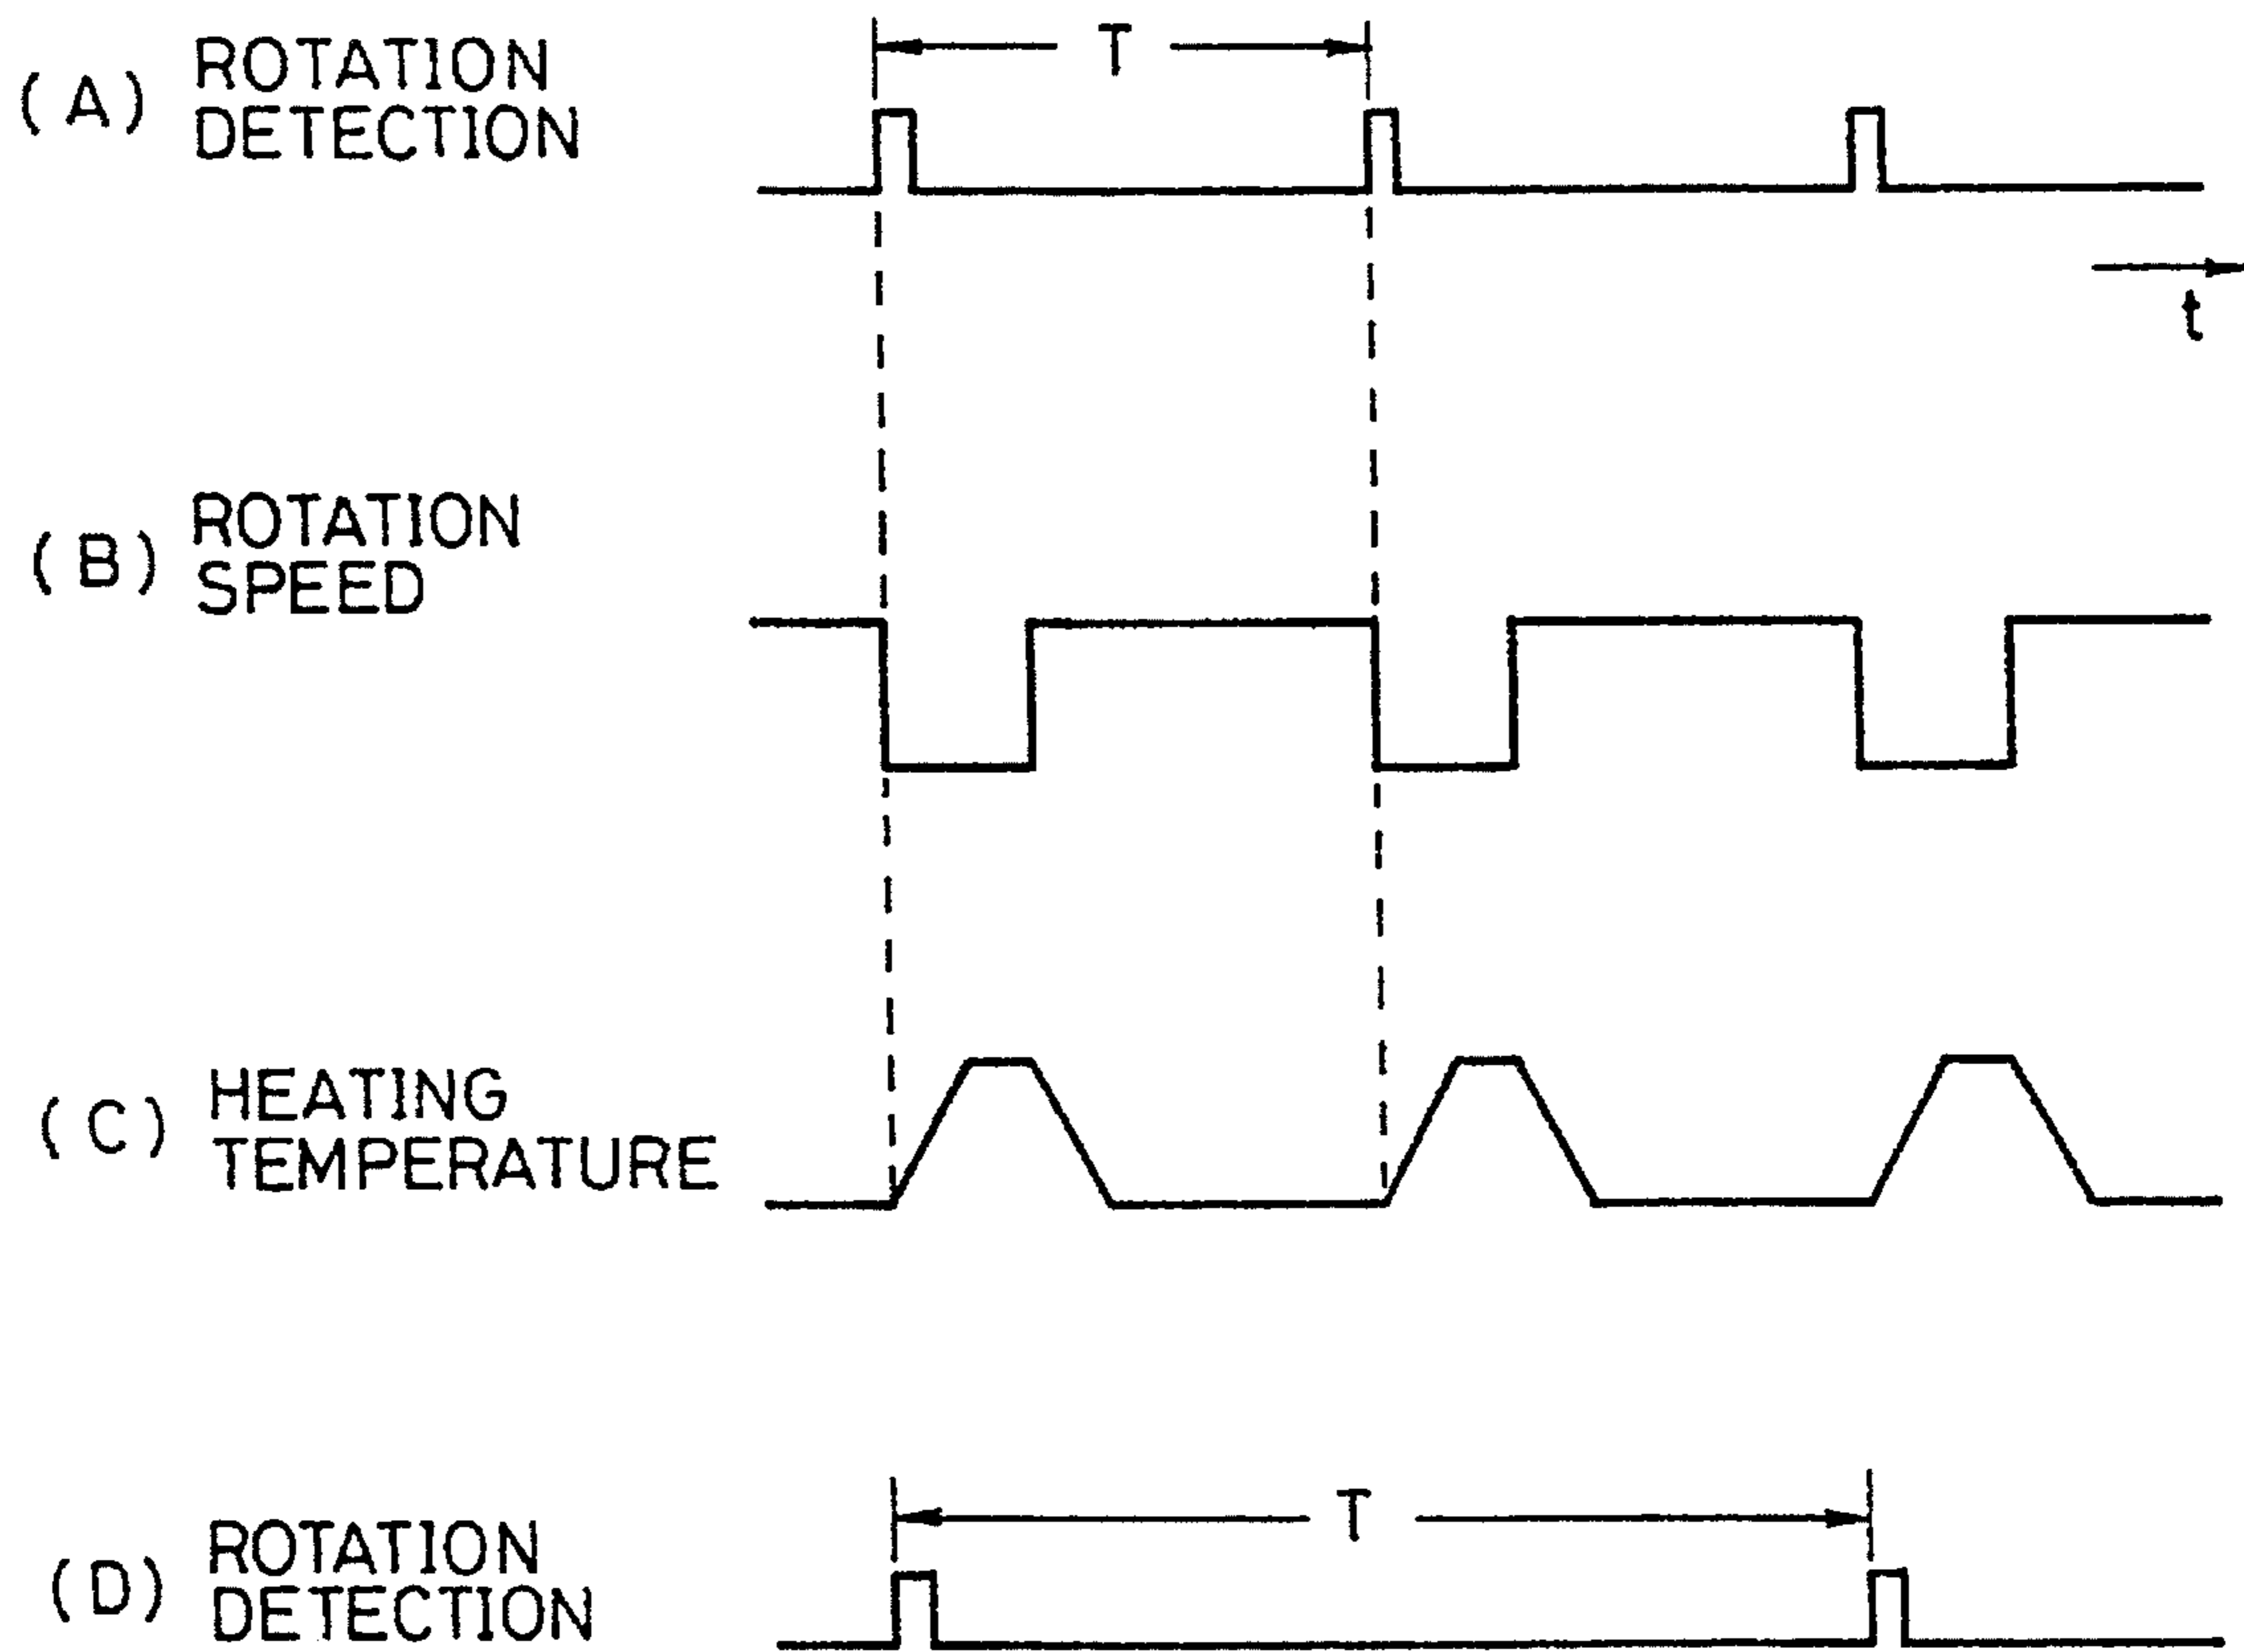 (A) ROTATION
DETECTION
T
t
(B) ROTATION
SPEED
(C) HEATING
TEMPERATURE
(D) ROTATION
DETECTION
T